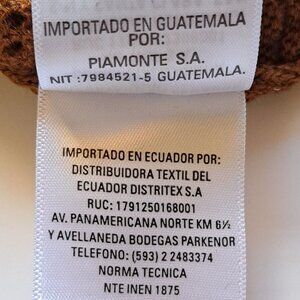 IMPORTADO EN GUATEMALA
POR:
PIAMONTE S.A.
NIT :7984521-5 GUATEMALA.
IMPORTADO EN ECUADOR POR:
DISTRIBUIDORA TEXTIL DEL
ECUADOR DISTRITEX S.A
RUC: 1791250168001
AV. PANAMERICANA NORTE KM 6½
Y AVELLANEDA BODEGAS PARKENOR
TELEFONO: (593) 2 2483374
NORMA TECNICA
NTE INEN 1875